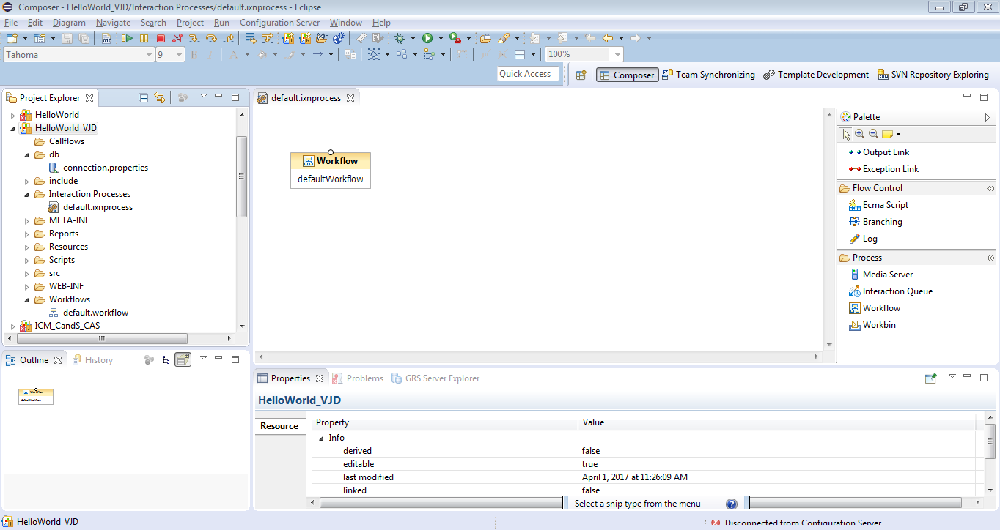 Composer - HelloWorld_VJD/Interaction Processes/default.ixnprocess - Eclipse
File Edit Diagram Navigate Search Project Run Configuration Server Window Help
Tahoma 9 B I A 100%
Quick Access Composer Team Synchronizing Template Development SVN Repository Exploring
Project Explorer
HelloWorld
HelloWorld_VJD
Callflows
db
connection.properties
include
Interaction Processes
default.ixnprocess
META-INF
Reports
Resources
Scripts
src
WEB-INF
Workflows
default.workflow
ICM_CandS_CAS
default.ixnprocess
Workflow
defaultWorkflow
Palette
Output Link
Exception Link
Flow Control
Ecma Script
Branching
Log
Process
Media Server
Interaction Queue
Workflow
Workbin
Outline History
Workflow
defaultWorkflow
Properties Problems GRS Server Explorer
HelloWorld_VJD
Resource
Property Value
Info
derived false
editable true
last modified April 1, 2017 at 11:26:09 AM
linked false
Select a snip type from the menu
HelloWorld_VJD
Disconnected from Configuration Server